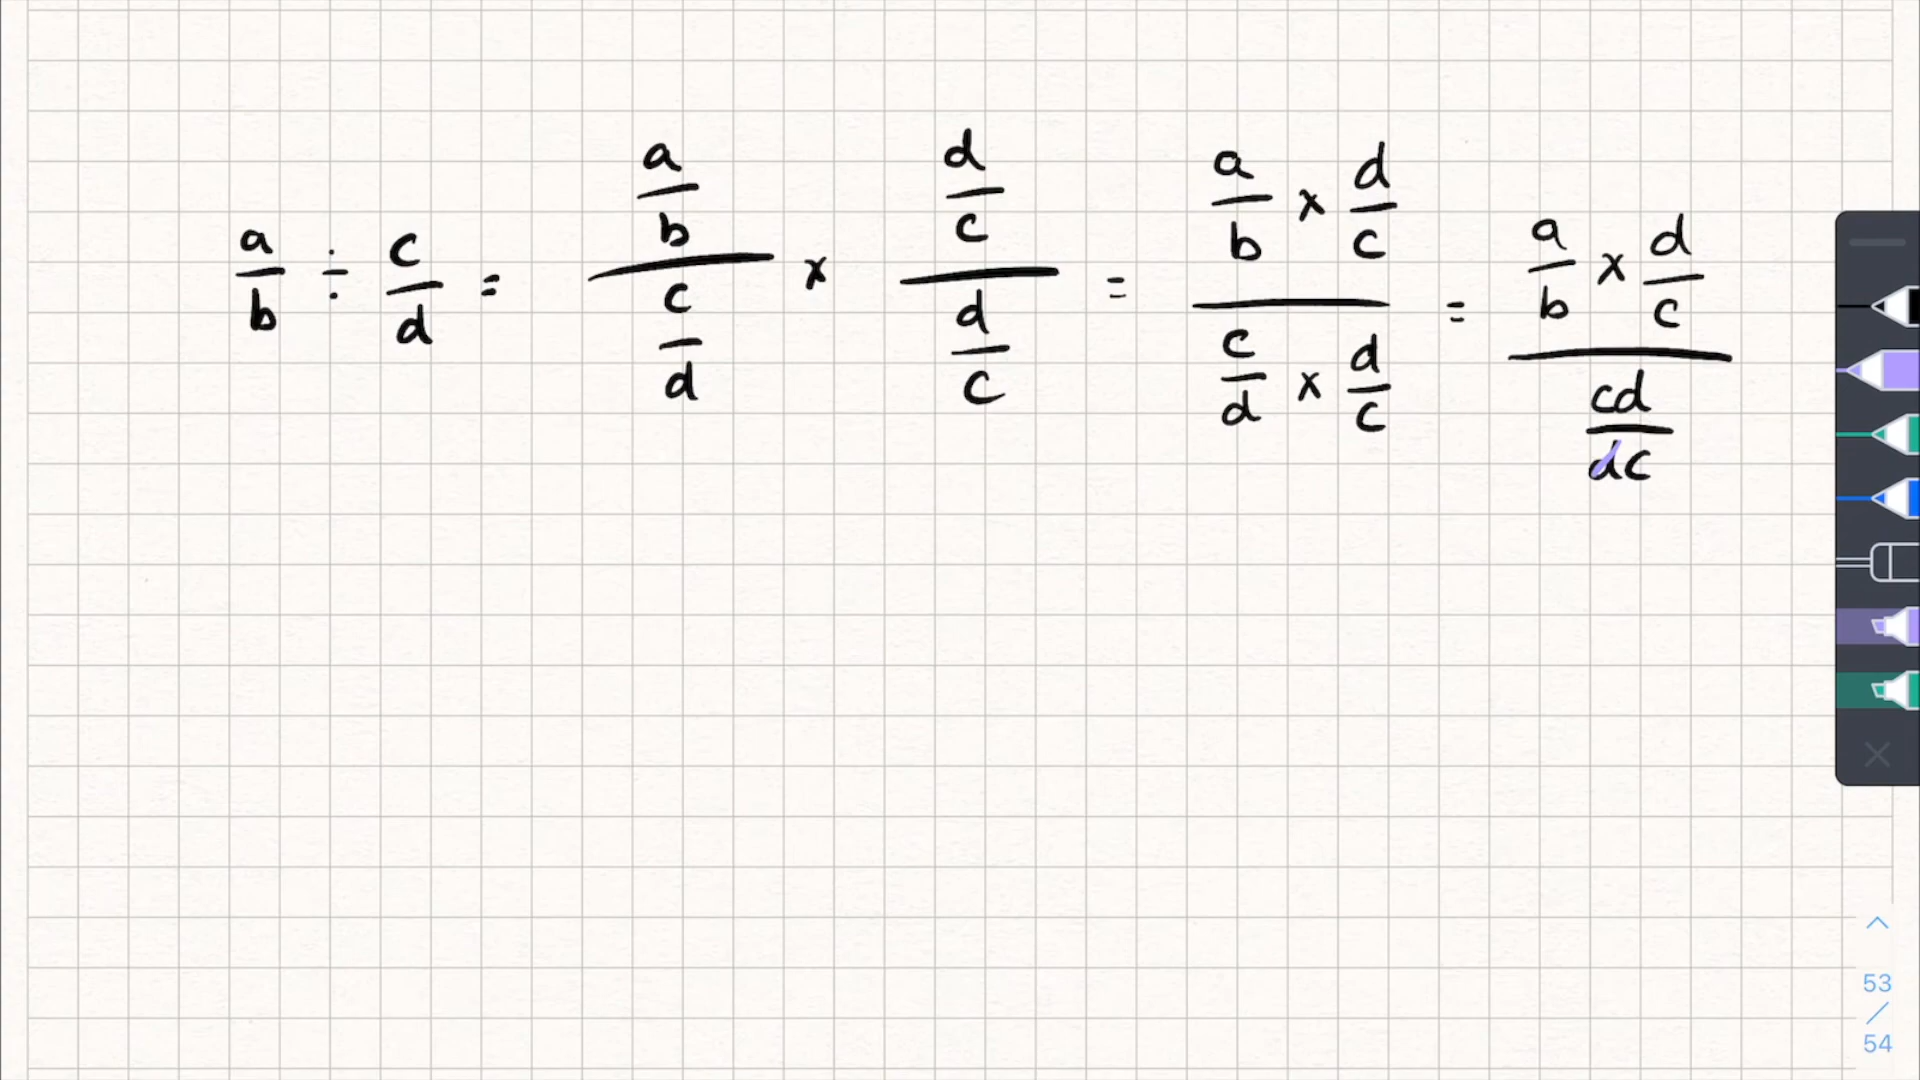 a/b ÷ c/d = (a/b)/(c/d) × (d/c)/(d/c) = (a/b × d/c)/(c/d × d/c) = (a/b × d/c)/(cd/dc)
53
/
54